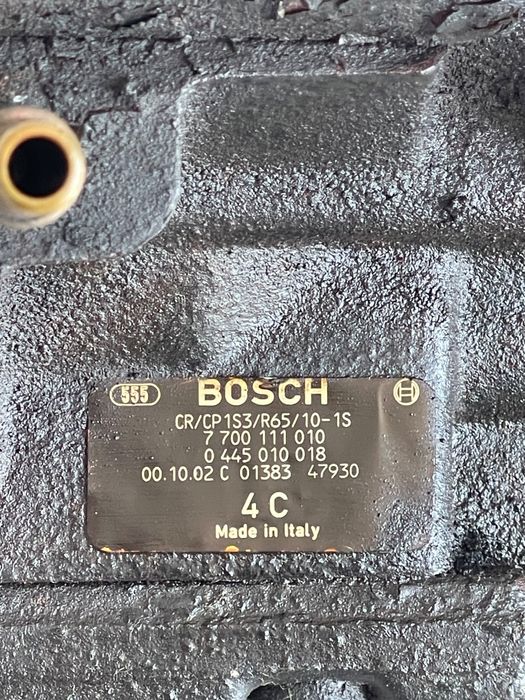 555 BOSCH
CR/CP1S3/R65/10-1S
7 700 111 010
0 445 010 018
00.10.02 C 01383 47930
4 C
Made in Italy